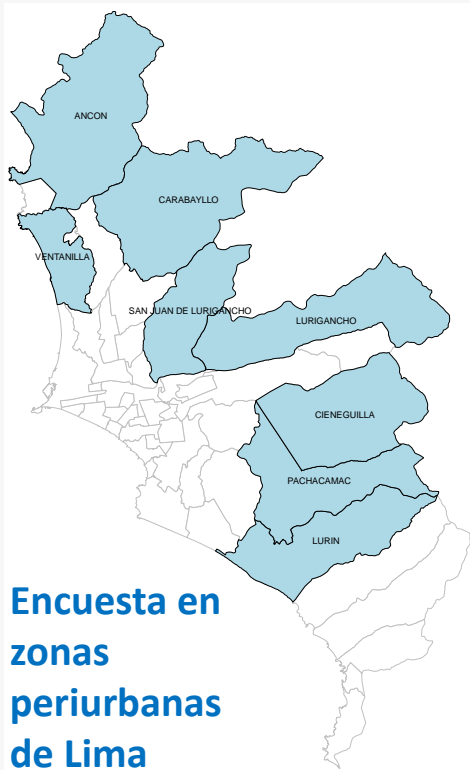 ANCON
CARABAYLLO
VENTANILLA
SAN JUAN DE LURIGANCHO
LURIGANCHO
CIENEGUILLA
PACHACAMAC
LURIN
Encuesta en
zonas
periurbanas
de Lima